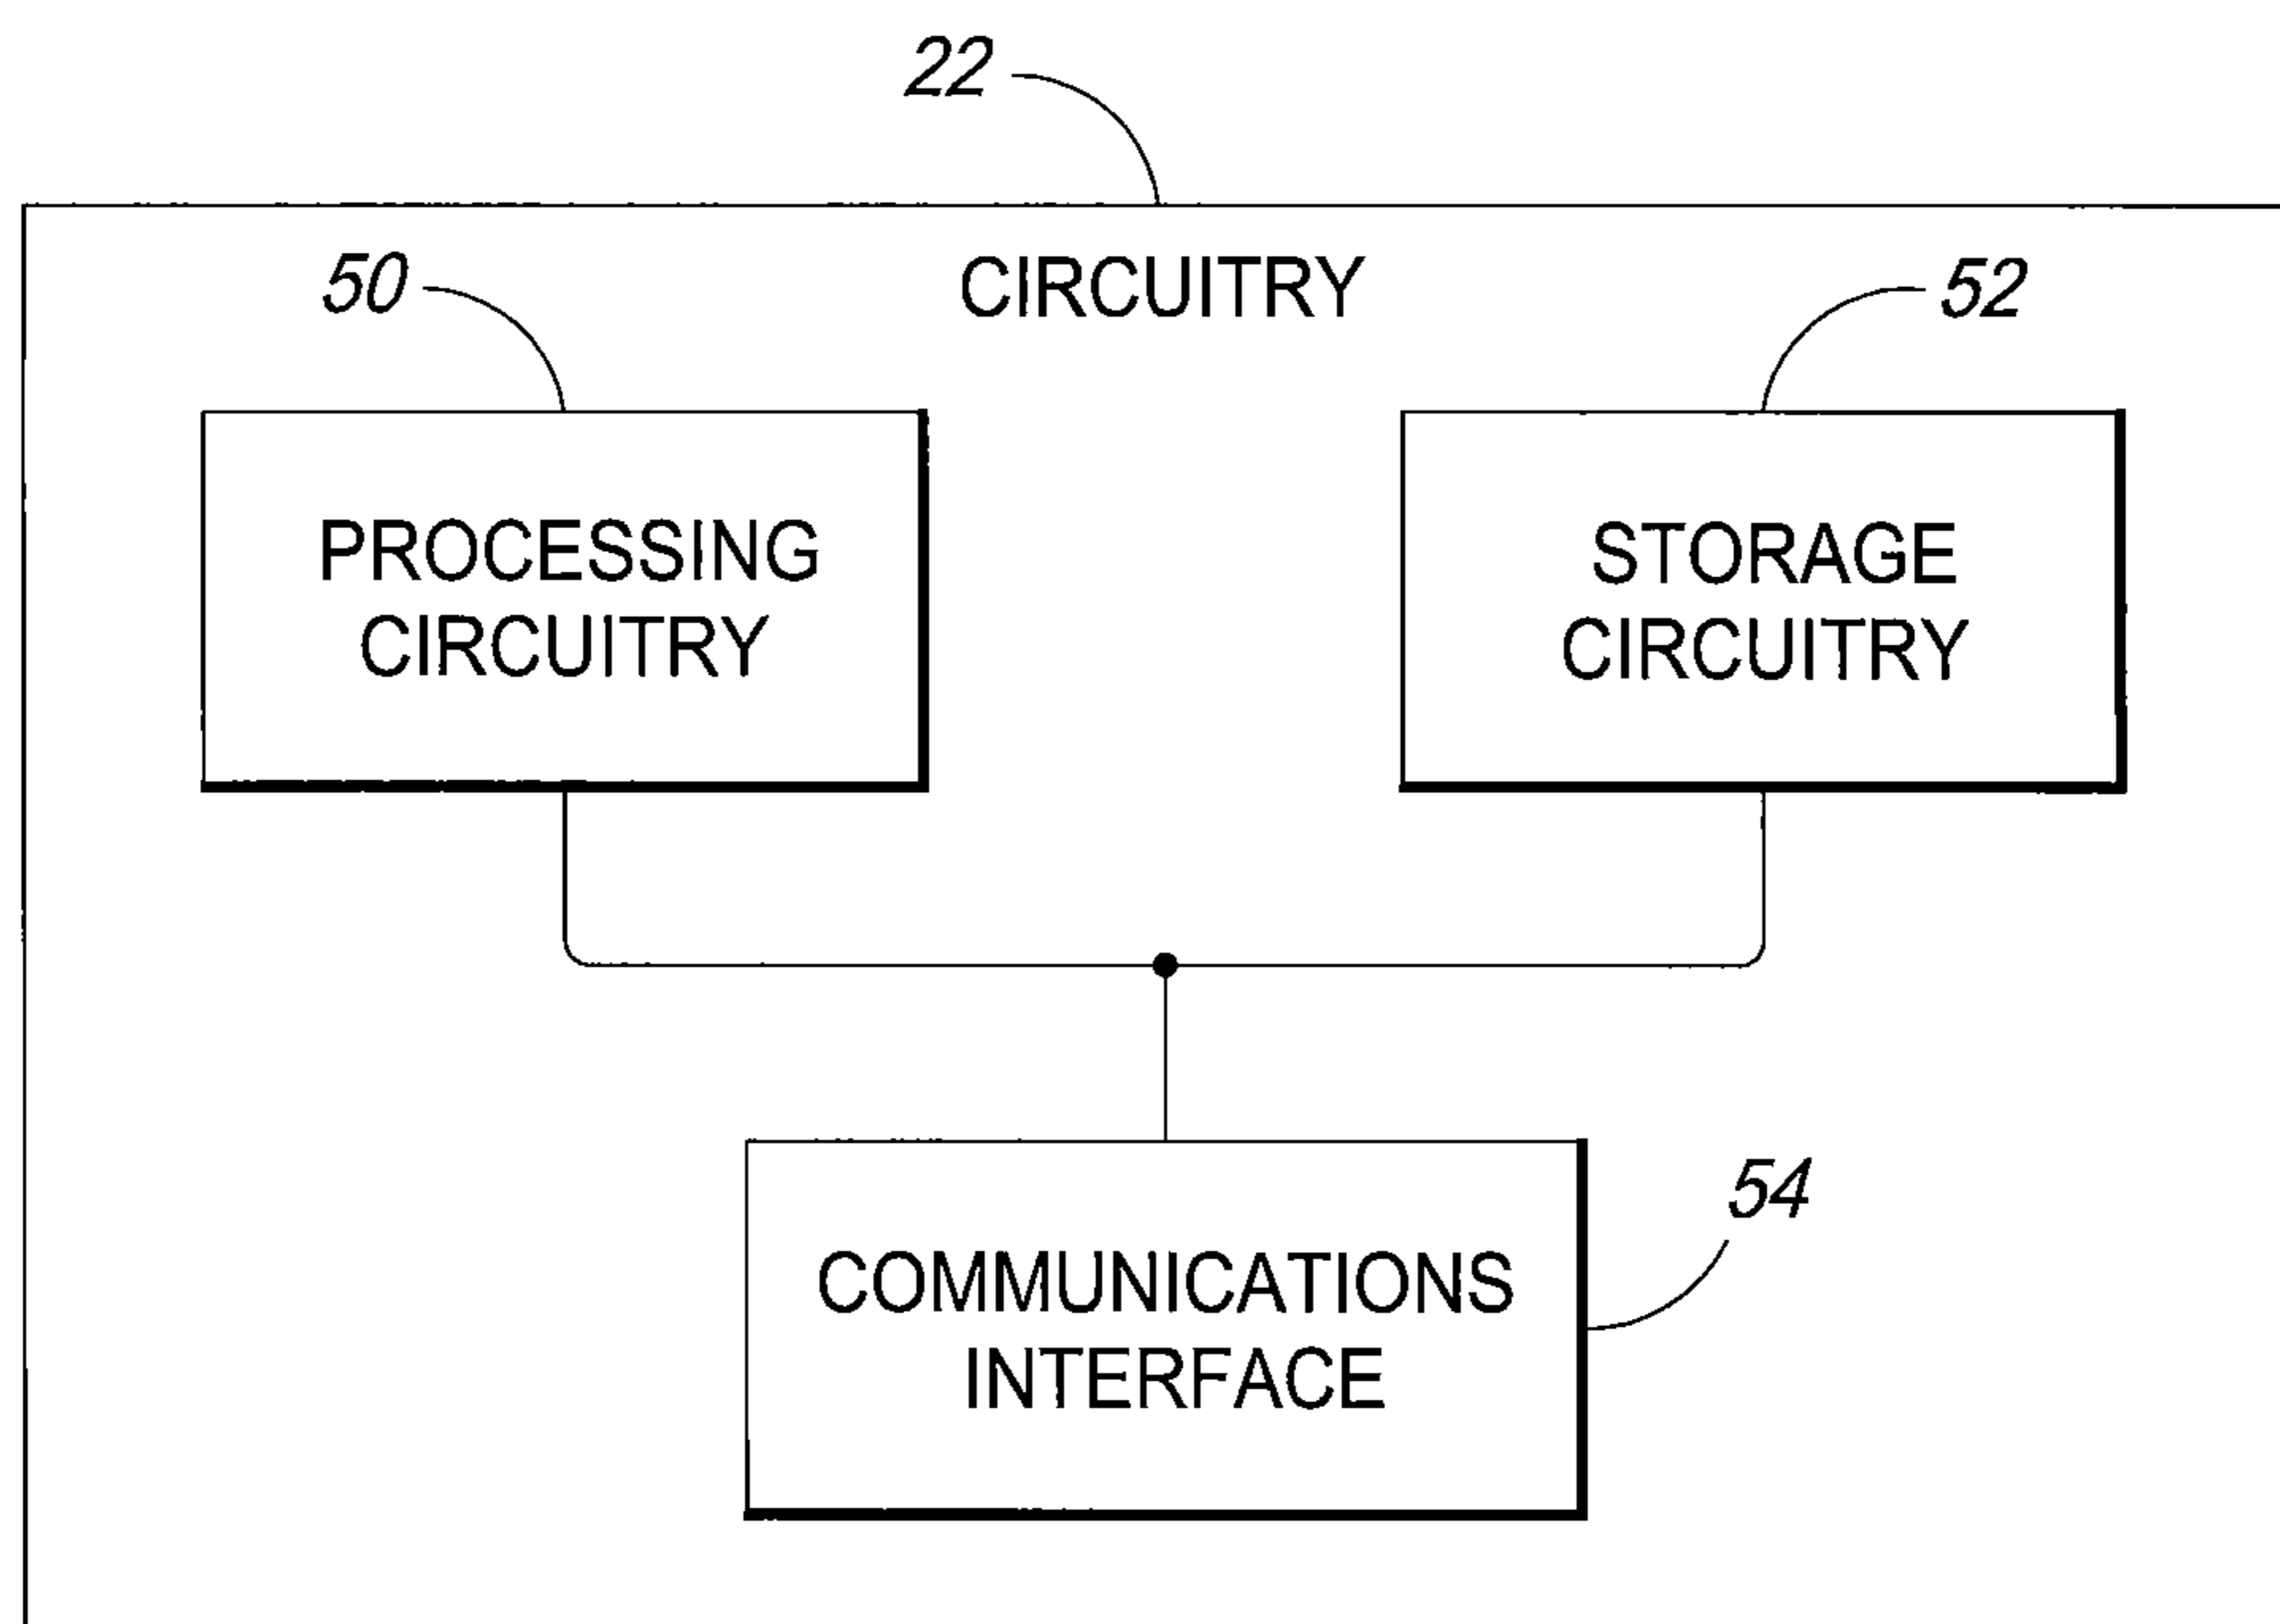 22
CIRCUITRY
50
52
PROCESSING
CIRCUITRY
STORAGE
CIRCUITRY
54
COMMUNICATIONS
INTERFACE